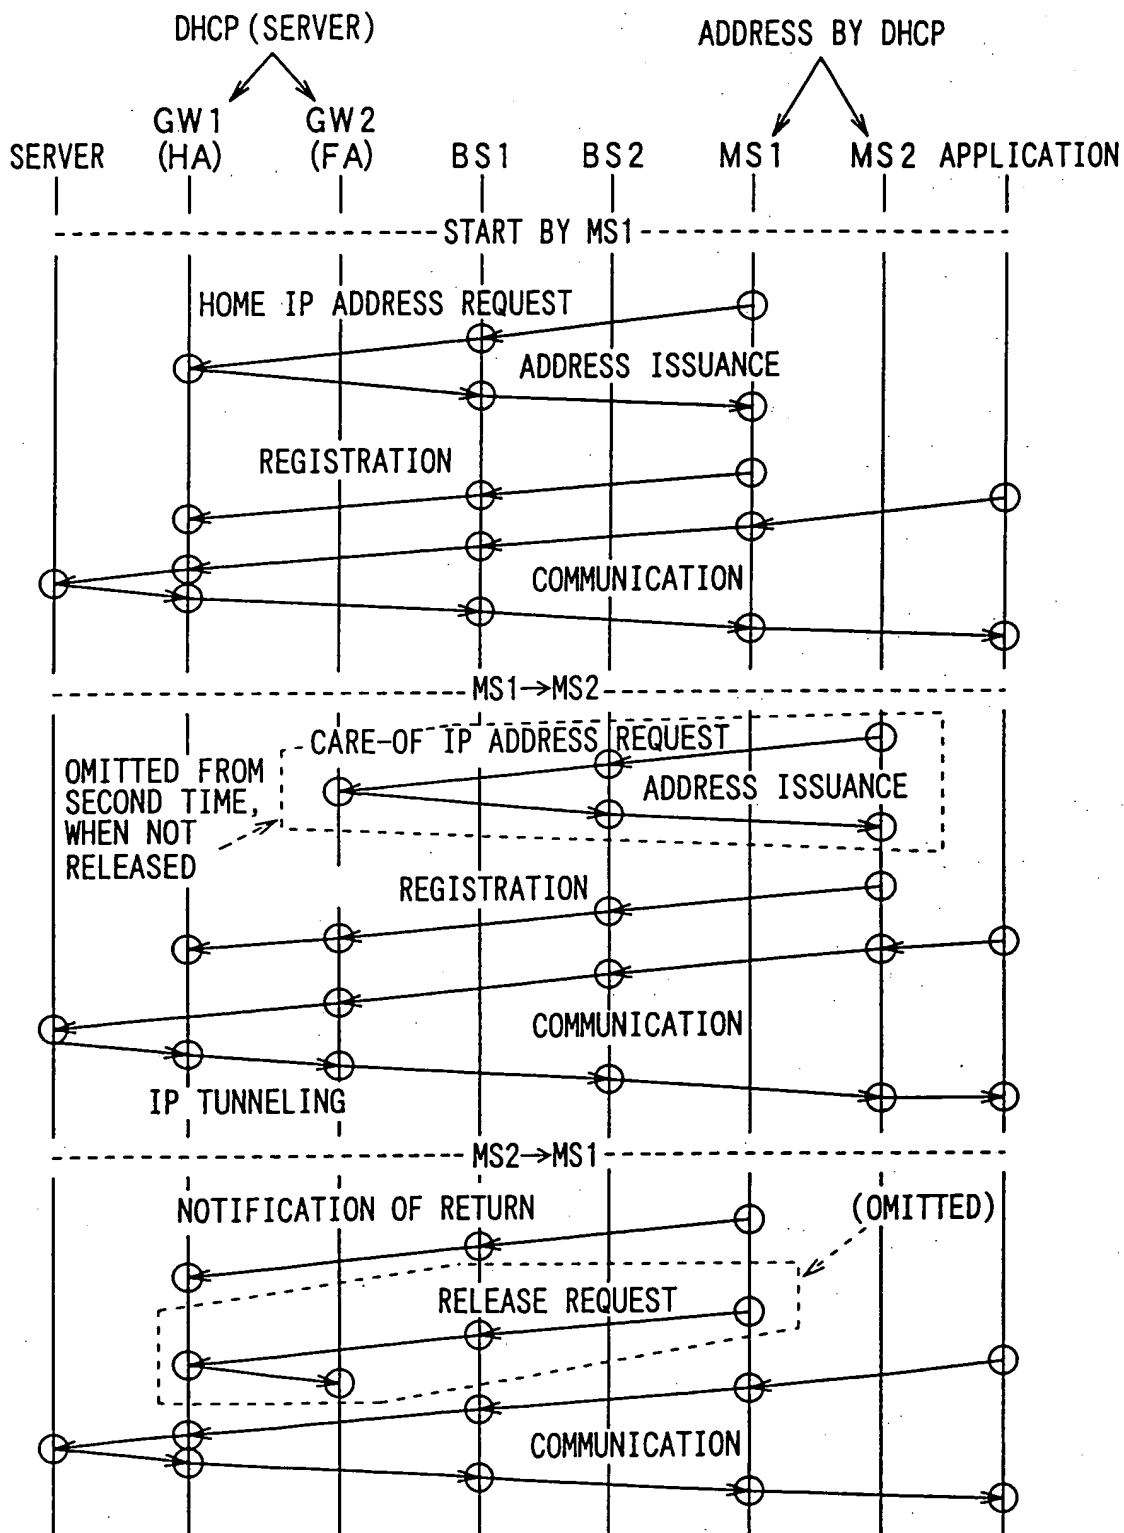 DHCP (SERVER)
ADDRESS BY DHCP
GW1
(HA)
GW2
(FA)
SERVER
BS1
BS2
MS1
MS2
APPLICATION
START BY MS1
HOME IP ADDRESS REQUEST
ADDRESS ISSUANCE
REGISTRATION
COMMUNICATION
MS1→MS2
CARE-OF IP ADDRESS REQUEST
OMITTED FROM
SECOND TIME,
WHEN NOT
RELEASED
ADDRESS ISSUANCE
REGISTRATION
COMMUNICATION
IP TUNNELING
MS2→MS1
NOTIFICATION OF RETURN
(OMITTED)
RELEASE REQUEST
COMMUNICATION